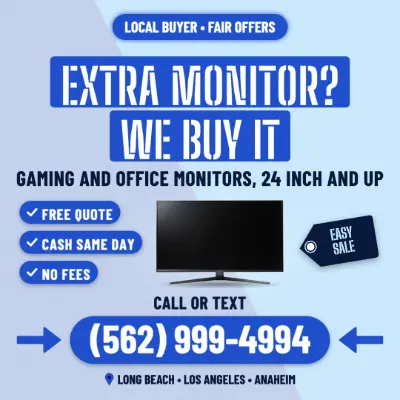 LOCAL BUYER • FAIR OFFERS
EXTRA MONITOR?
WE BUY IT
GAMING AND OFFICE MONITORS, 24 INCH AND UP
FREE QUOTE
CASH SAME DAY
NO FEES
EASY
SALE
CALL OR TEXT
(562) 999-4994
LONG BEACH • LOS ANGELES • ANAHEIM